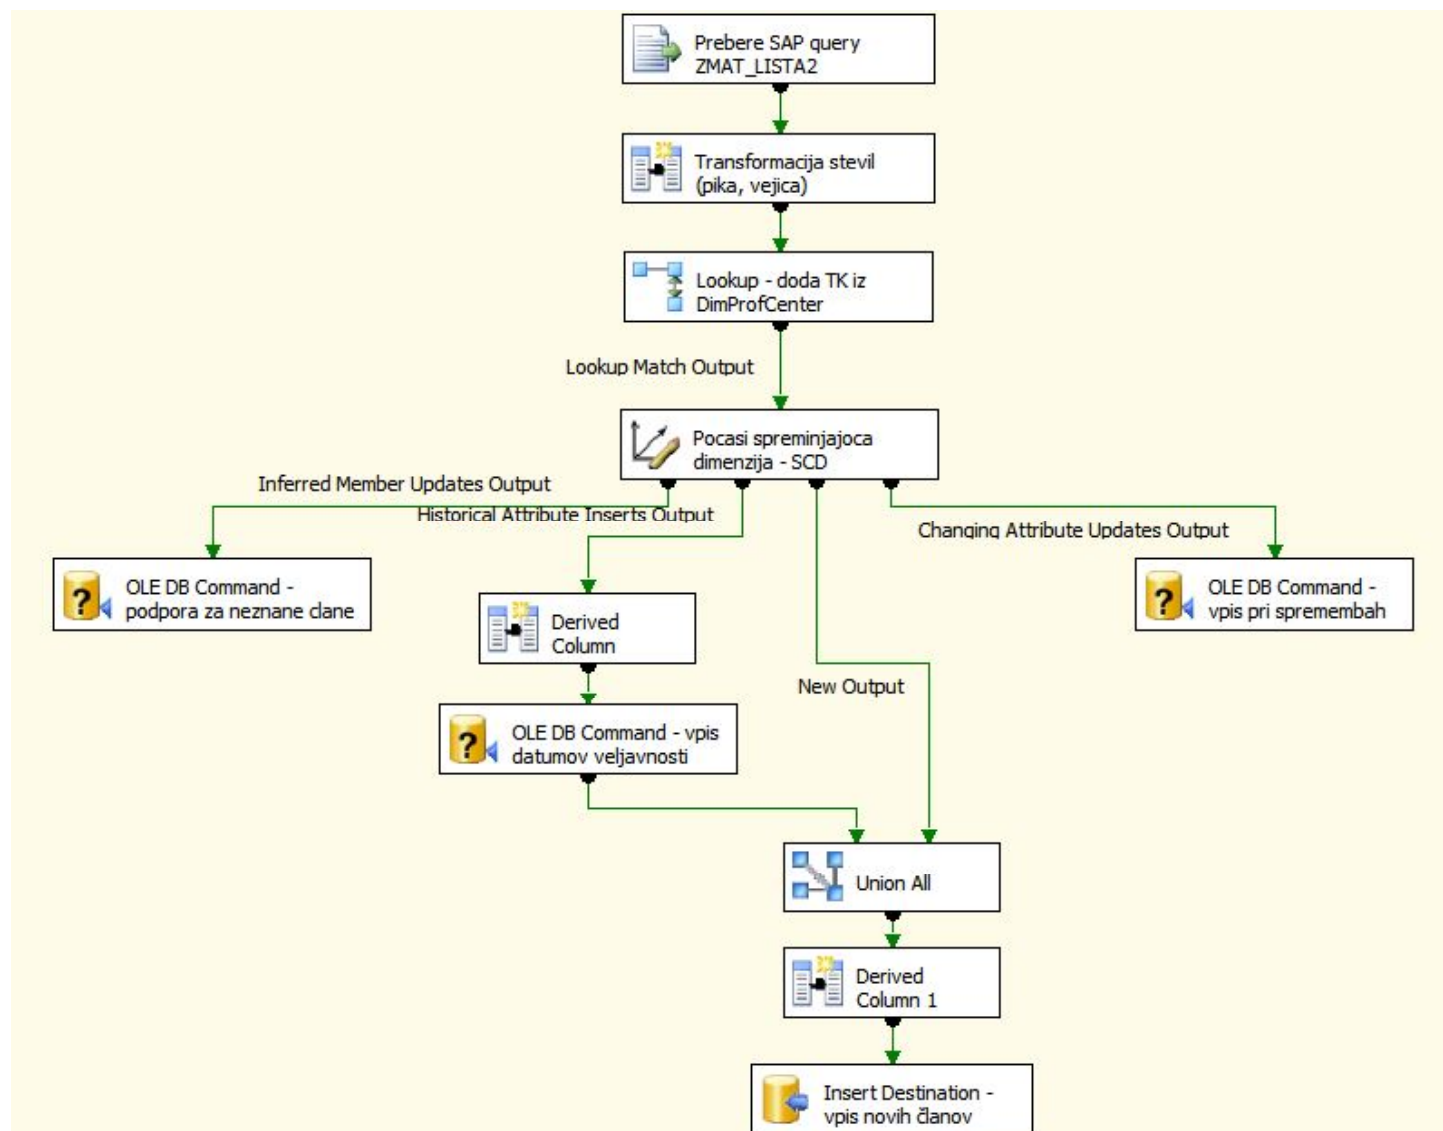 Prebere SAP query
ZMAT_LISTA2
Transformacija stevil
(pika, vejica)
Lookup - doda TK iz
DimProfCenter
Lookup Match Output
Pocasi spreminjajoca
dimenzija - SCD
Inferred Member Updates Output
Historical Attribute Inserts Output
Changing Attribute Updates Output
OLE DB Command -
podpora za neznane clane
OLE DB Command -
vpis pri spremembah
Derived
Column
New Output
OLE DB Command - vpis
datumov veljavnosti
Union All
Derived
Column 1
Insert Destination -
vpis novih članov